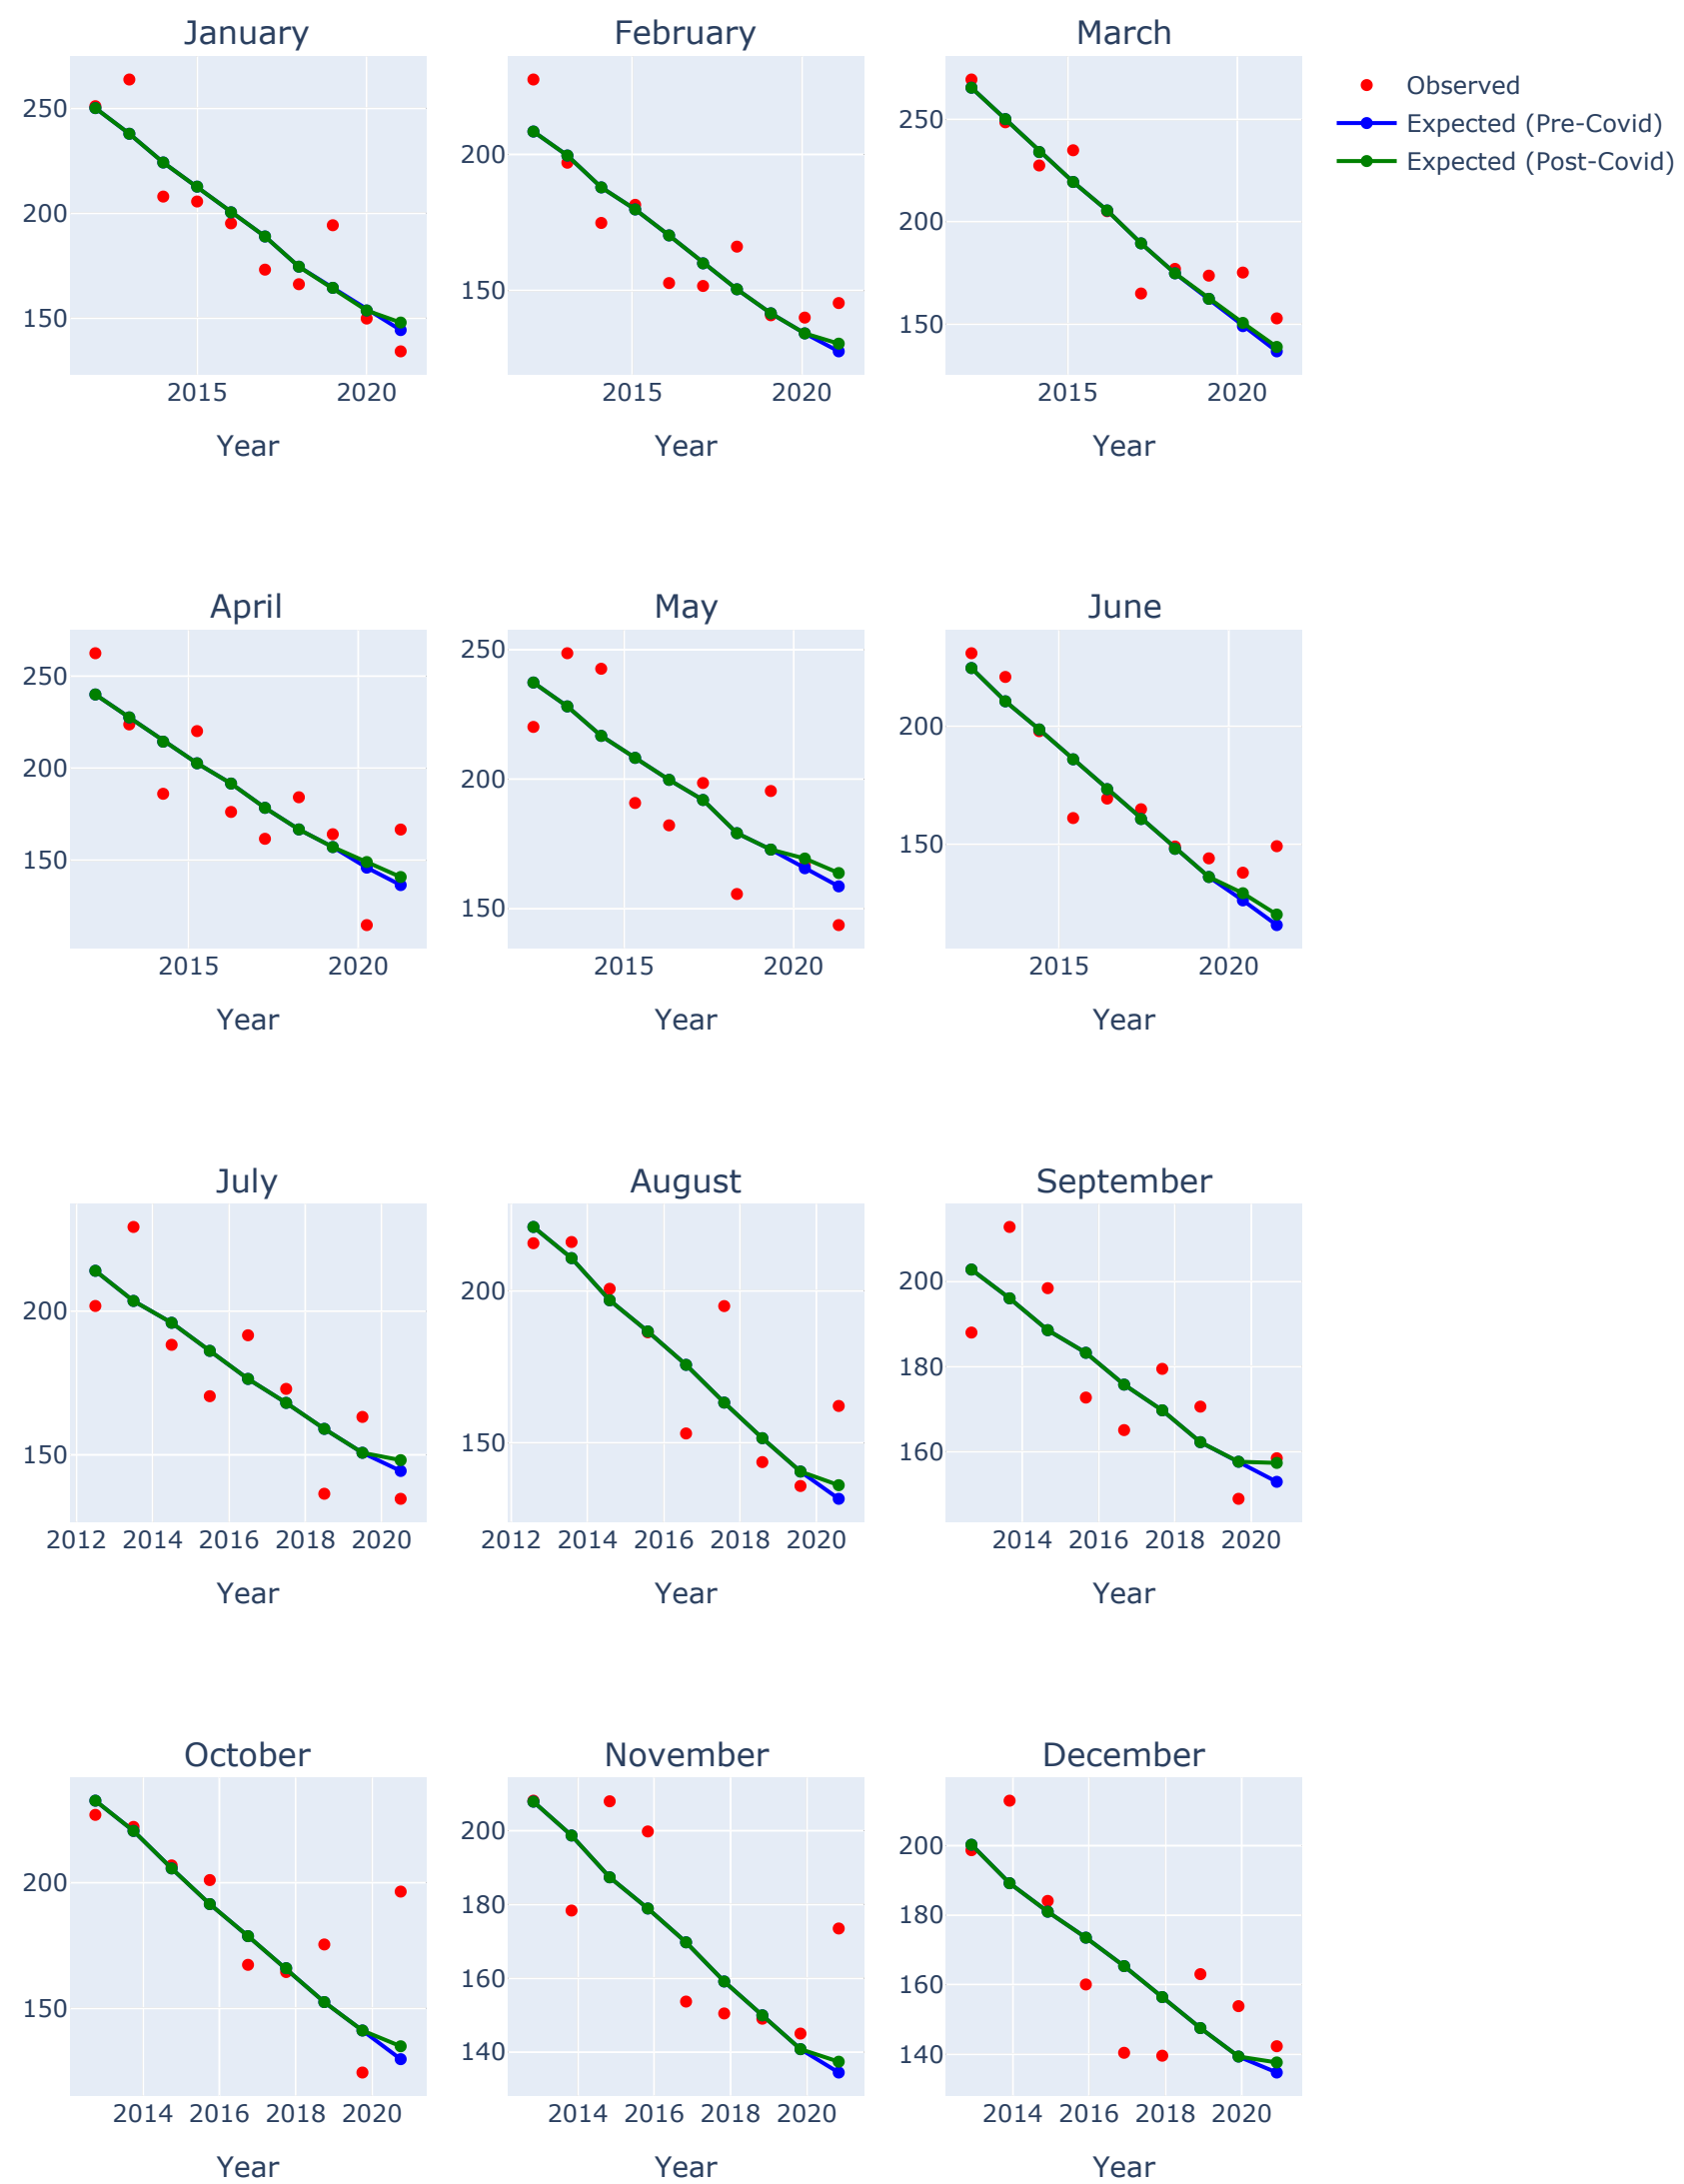 January February March
Observed
Expected (Pre-Covid)
Expected (Post-Covid)
250
200
150
200
150
250
200
150
2015 2020 2015 2020 2015 2020
Year Year Year
April May June
250
200
150
250
200
150
200
150
2015 2020 2015 2020 2015 2020
Year Year Year
July August September
200
150
200
150
200
180
160
2012 2014 2016 2018 2020 2012 2014 2016 2018 2020 2014 2016 2018 2020
Year Year Year
October November December
200
150
200
180
160
140
200
180
160
140
2014 2016 2018 2020 2014 2016 2018 2020 2014 2016 2018 2020
Year Year Year